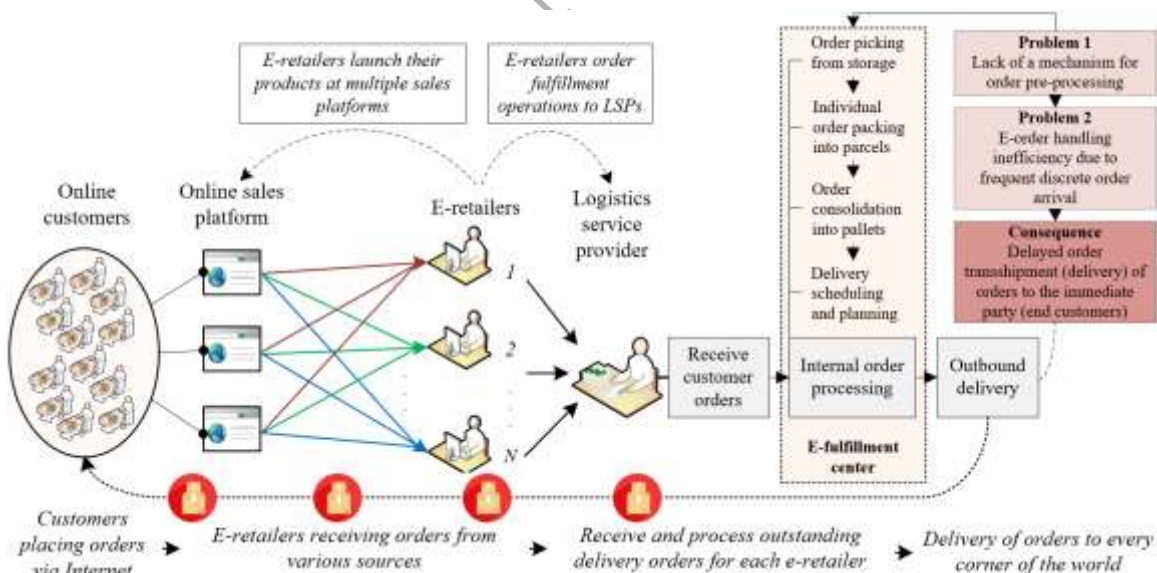 E-retailers launch their
products at multiple sales
platforms
E-retailers order
fulfillment
operations to LSPs
Order picking
from storage
Individual
order packing
into parcels
Order
consolidation
into pallets
Delivery
scheduling
and planning
Problem 1
Lack of a mechanism for
order pre-processing
Problem 2
E-order handling
inefficiency due to
frequent discrete order
arrival
Consequence
Delayed order
transshipment (delivery) of
orders to the immediate
party (end customers)
Online
customers
Online sales
platform
E-retailers
Logistics
service
provider
1
2
N
Receive
customer
orders
Internal order
processing
Outbound
delivery
E-fulfillment
center
Customers
placing orders
via Internet
E-retailers receiving orders from
various sources
Receive and process outstanding
delivery orders for each e-retailer
Delivery of orders to every
corner of the world